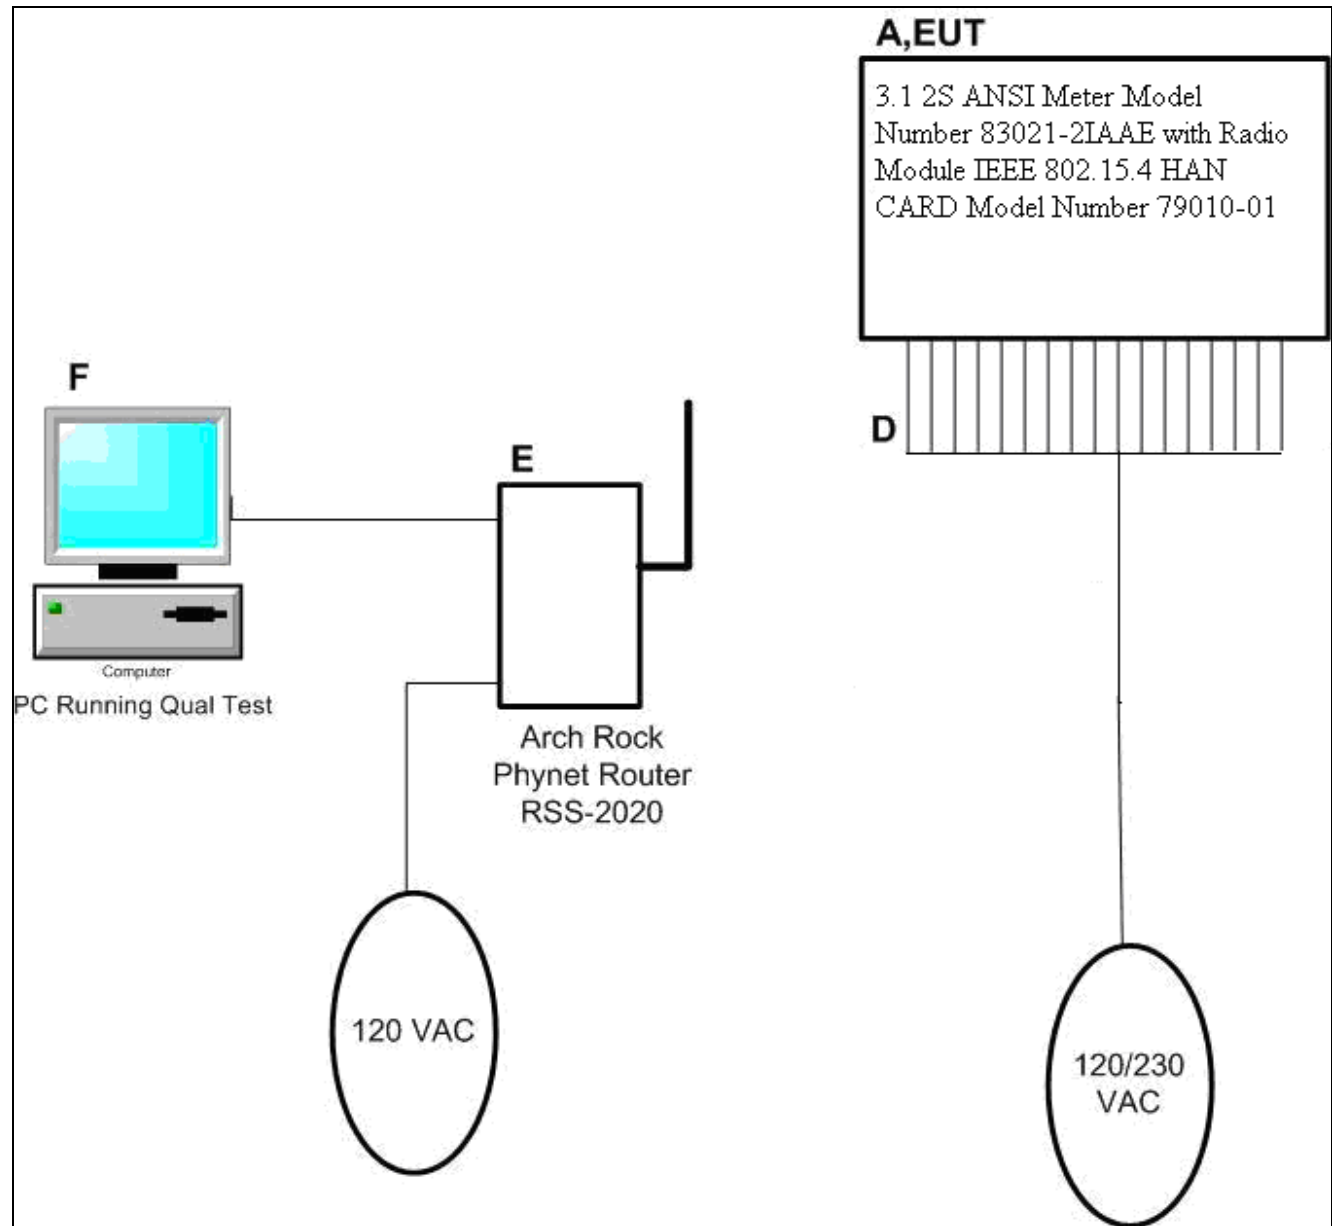 A,EUT
3.1 2S ANSI Meter Model
Number 83021-2IAAE with Radio
Module IEEE 802.15.4 HAN
CARD Model Number 79010-01
F
D
E
Computer
PC Running Qual Test
Arch Rock
Phynet Router
RSS-2020
120 VAC
120/230
VAC